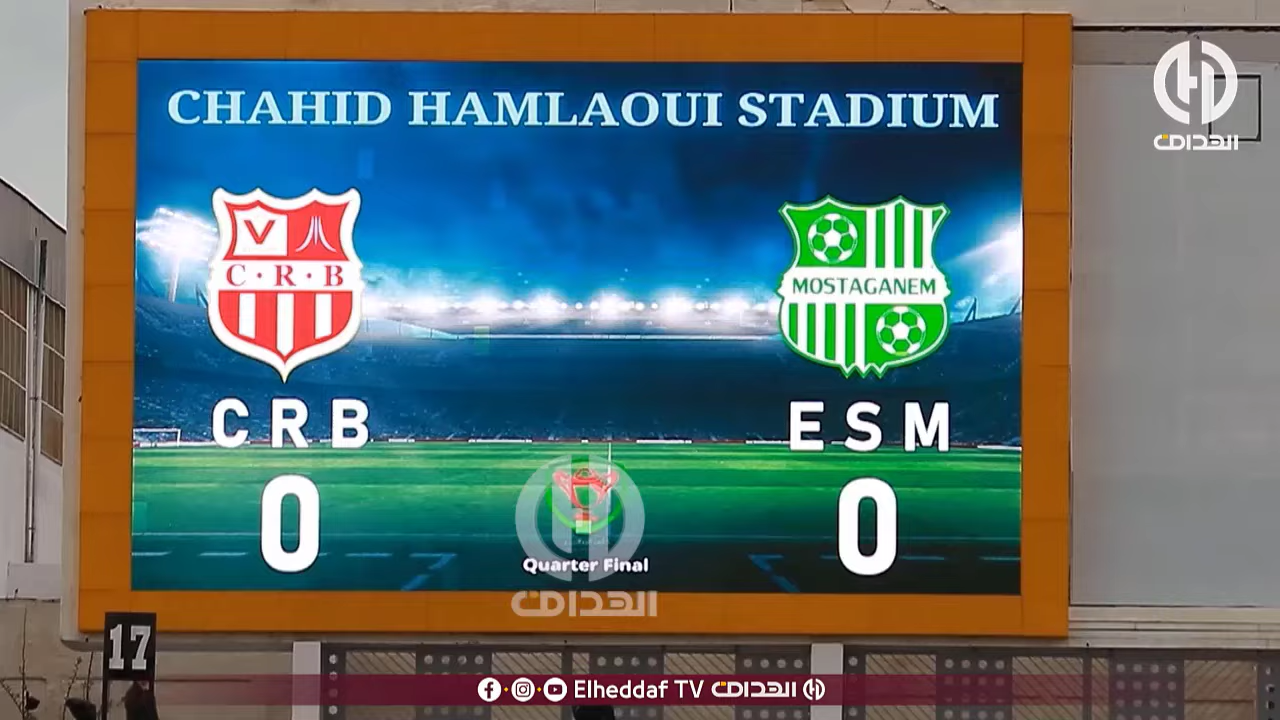 CHAHID HAMLAOUI STADIUM
الهداف
C·R·B
MOSTAGANEM
CRB
ESM
0
0
Quarter Final
الهداف
17
Elheddaf TV الهداف